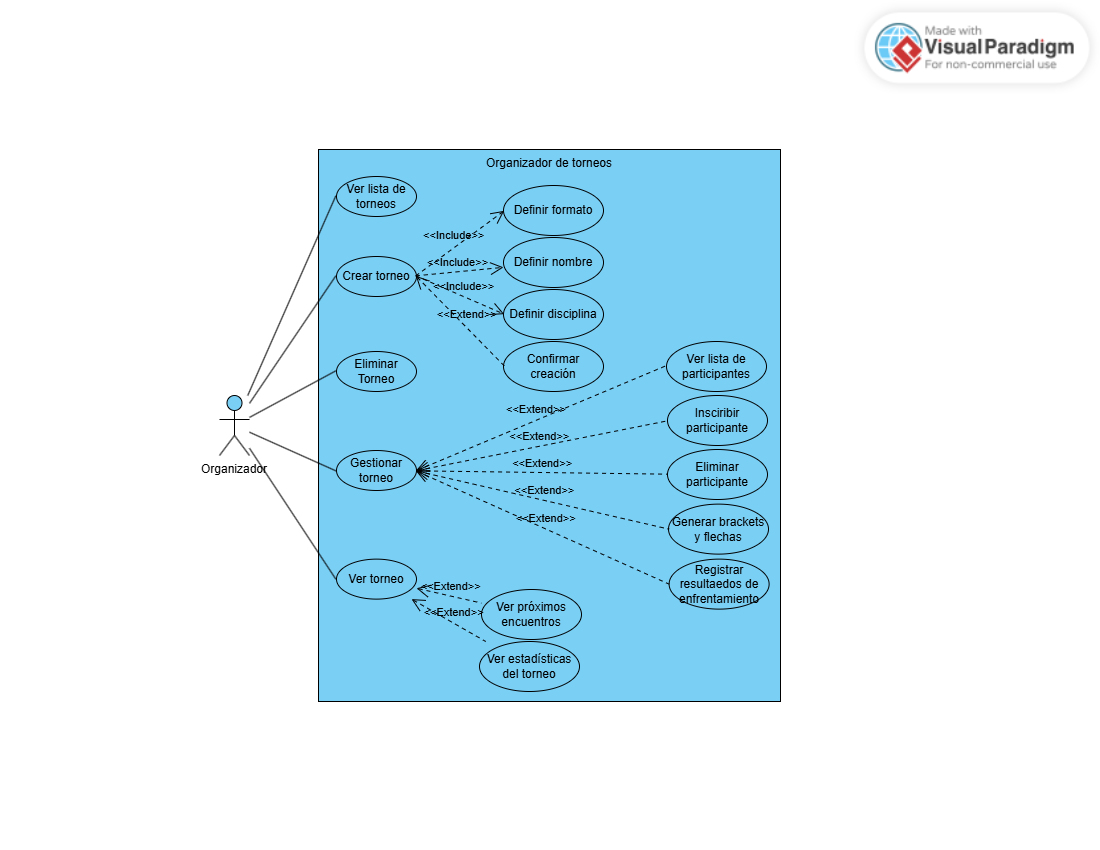 Made with
Visual Paradigm
For non-commercial use
Organizador de torneos
Ver lista de
torneos
Definir formato
<<Include>>
Crear torneo
Definir nombre
<<Include>>
<<Include>>
Definir disciplina
<<Extend>>
Confirmar
creación
Eliminar
Torneo
Ver lista de
participantes
<<Extend>>
Insciribir
participante
<<Extend>>
Organizador
Gestionar
torneo
<<Extend>>
Eliminar
participante
<<Extend>>
Generar brackets
y flechas
<<Extend>>
Registrar
resultaedos de
enfrentamiento
Ver torneo
<<Extend>>
Ver próximos
encuentros
<<Extend>>
Ver estadísticas
del torneo